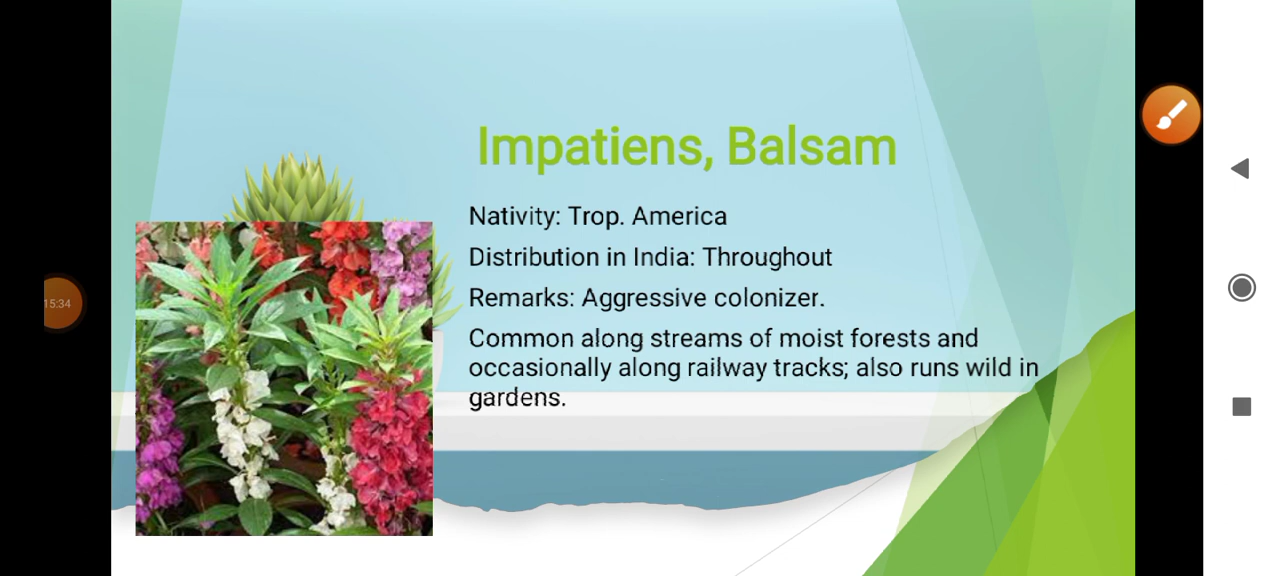 Impatiens, Balsam
Nativity: Trop. America
Distribution in India: Throughout
Remarks: Aggressive colonizer.
Common along streams of moist forests and
occasionally along railway tracks; also runs wild in
gardens.
15:34